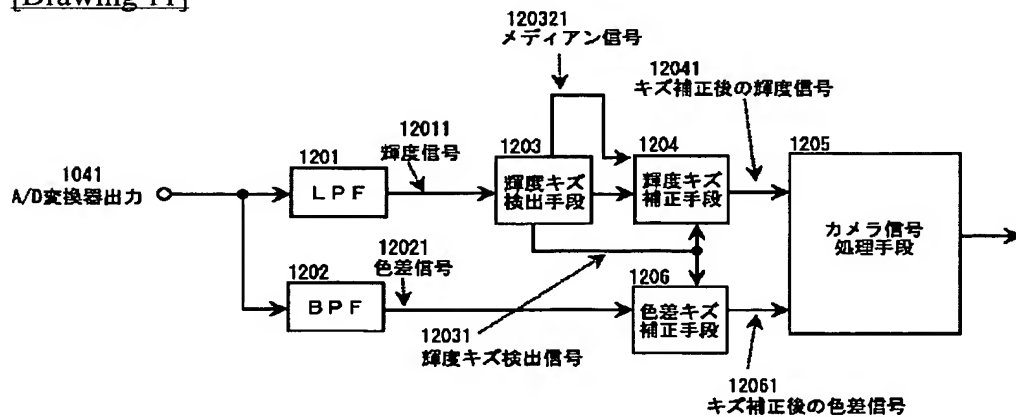 [Drawing 11]
120321
メディアン信号
12041
キズ補正後の輝度信号
12011
輝度信号
1203
1204
1205
1041
A/D変換器出力
1201
LPF
輝度キズ
検出手段
輝度キズ
補正手段
カメラ信号
処理手段
12021
色差信号
1202
BPF
1206
色差キズ
補正手段
12031
輝度キズ検出信号
12061
キズ補正後の色差信号